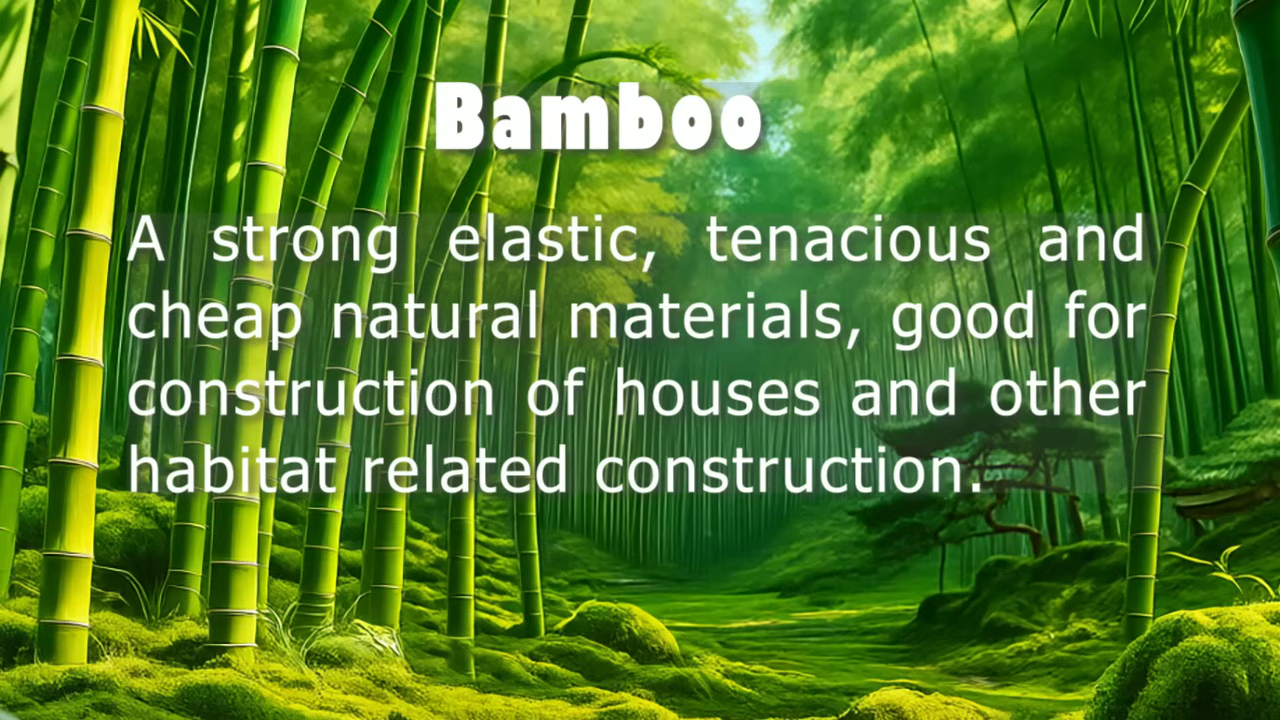 Bamboo
A strong elastic, tenacious and
cheap natural materials, good for
construction of houses and other
habitat related construction.